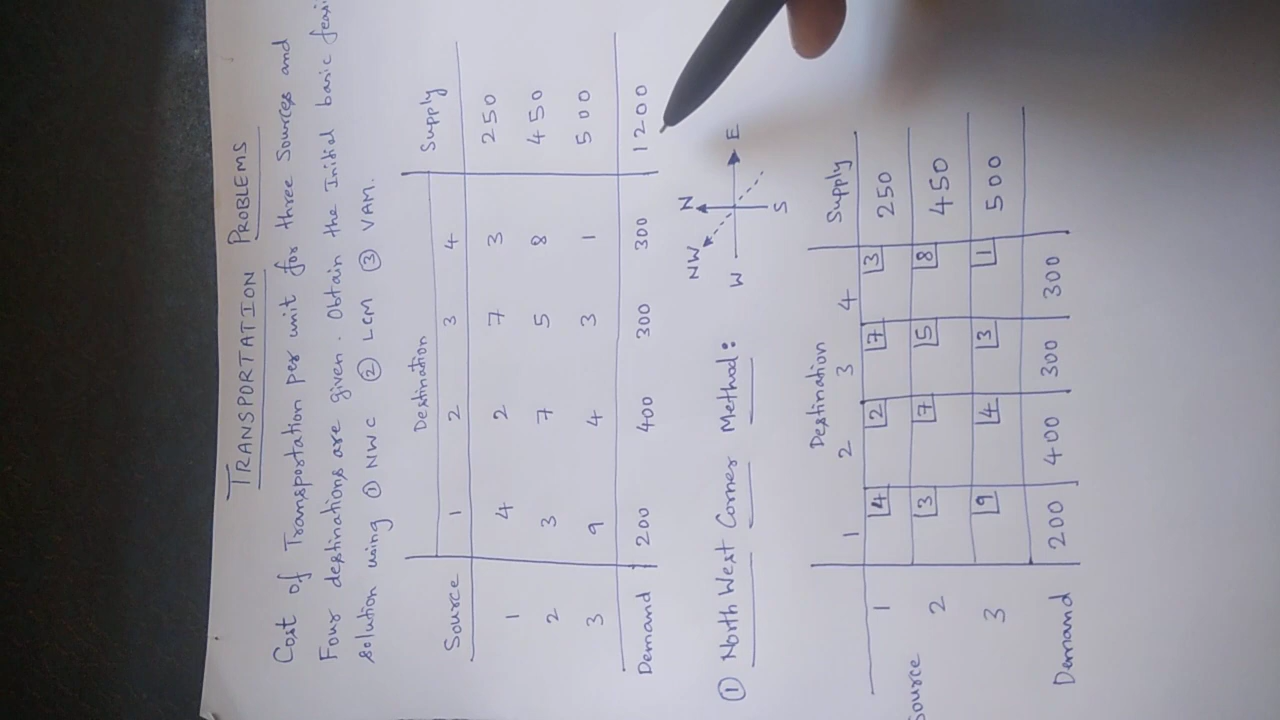 TRANSPORTATION PROBLEMS
Cost of Transportation per unit for three Sources and
Four destinations are given. Obtain the Initial basic
solution using ① NWC ② LCM ③ VAM.
Destination
Source 1 2 3 4 Supply
1 4 2 7 3 250
2 3 7 5 8 450
3 9 4 3 1 500
Demand 200 400 300 300 1200
① North West Corner Method:
NW N
W E
S
Destination
1 2 3 4 Supply
1 4 2 7 3 250
Source 2 3 7 5 8 450
3 9 4 3 1 500
Demand 200 400 300 300